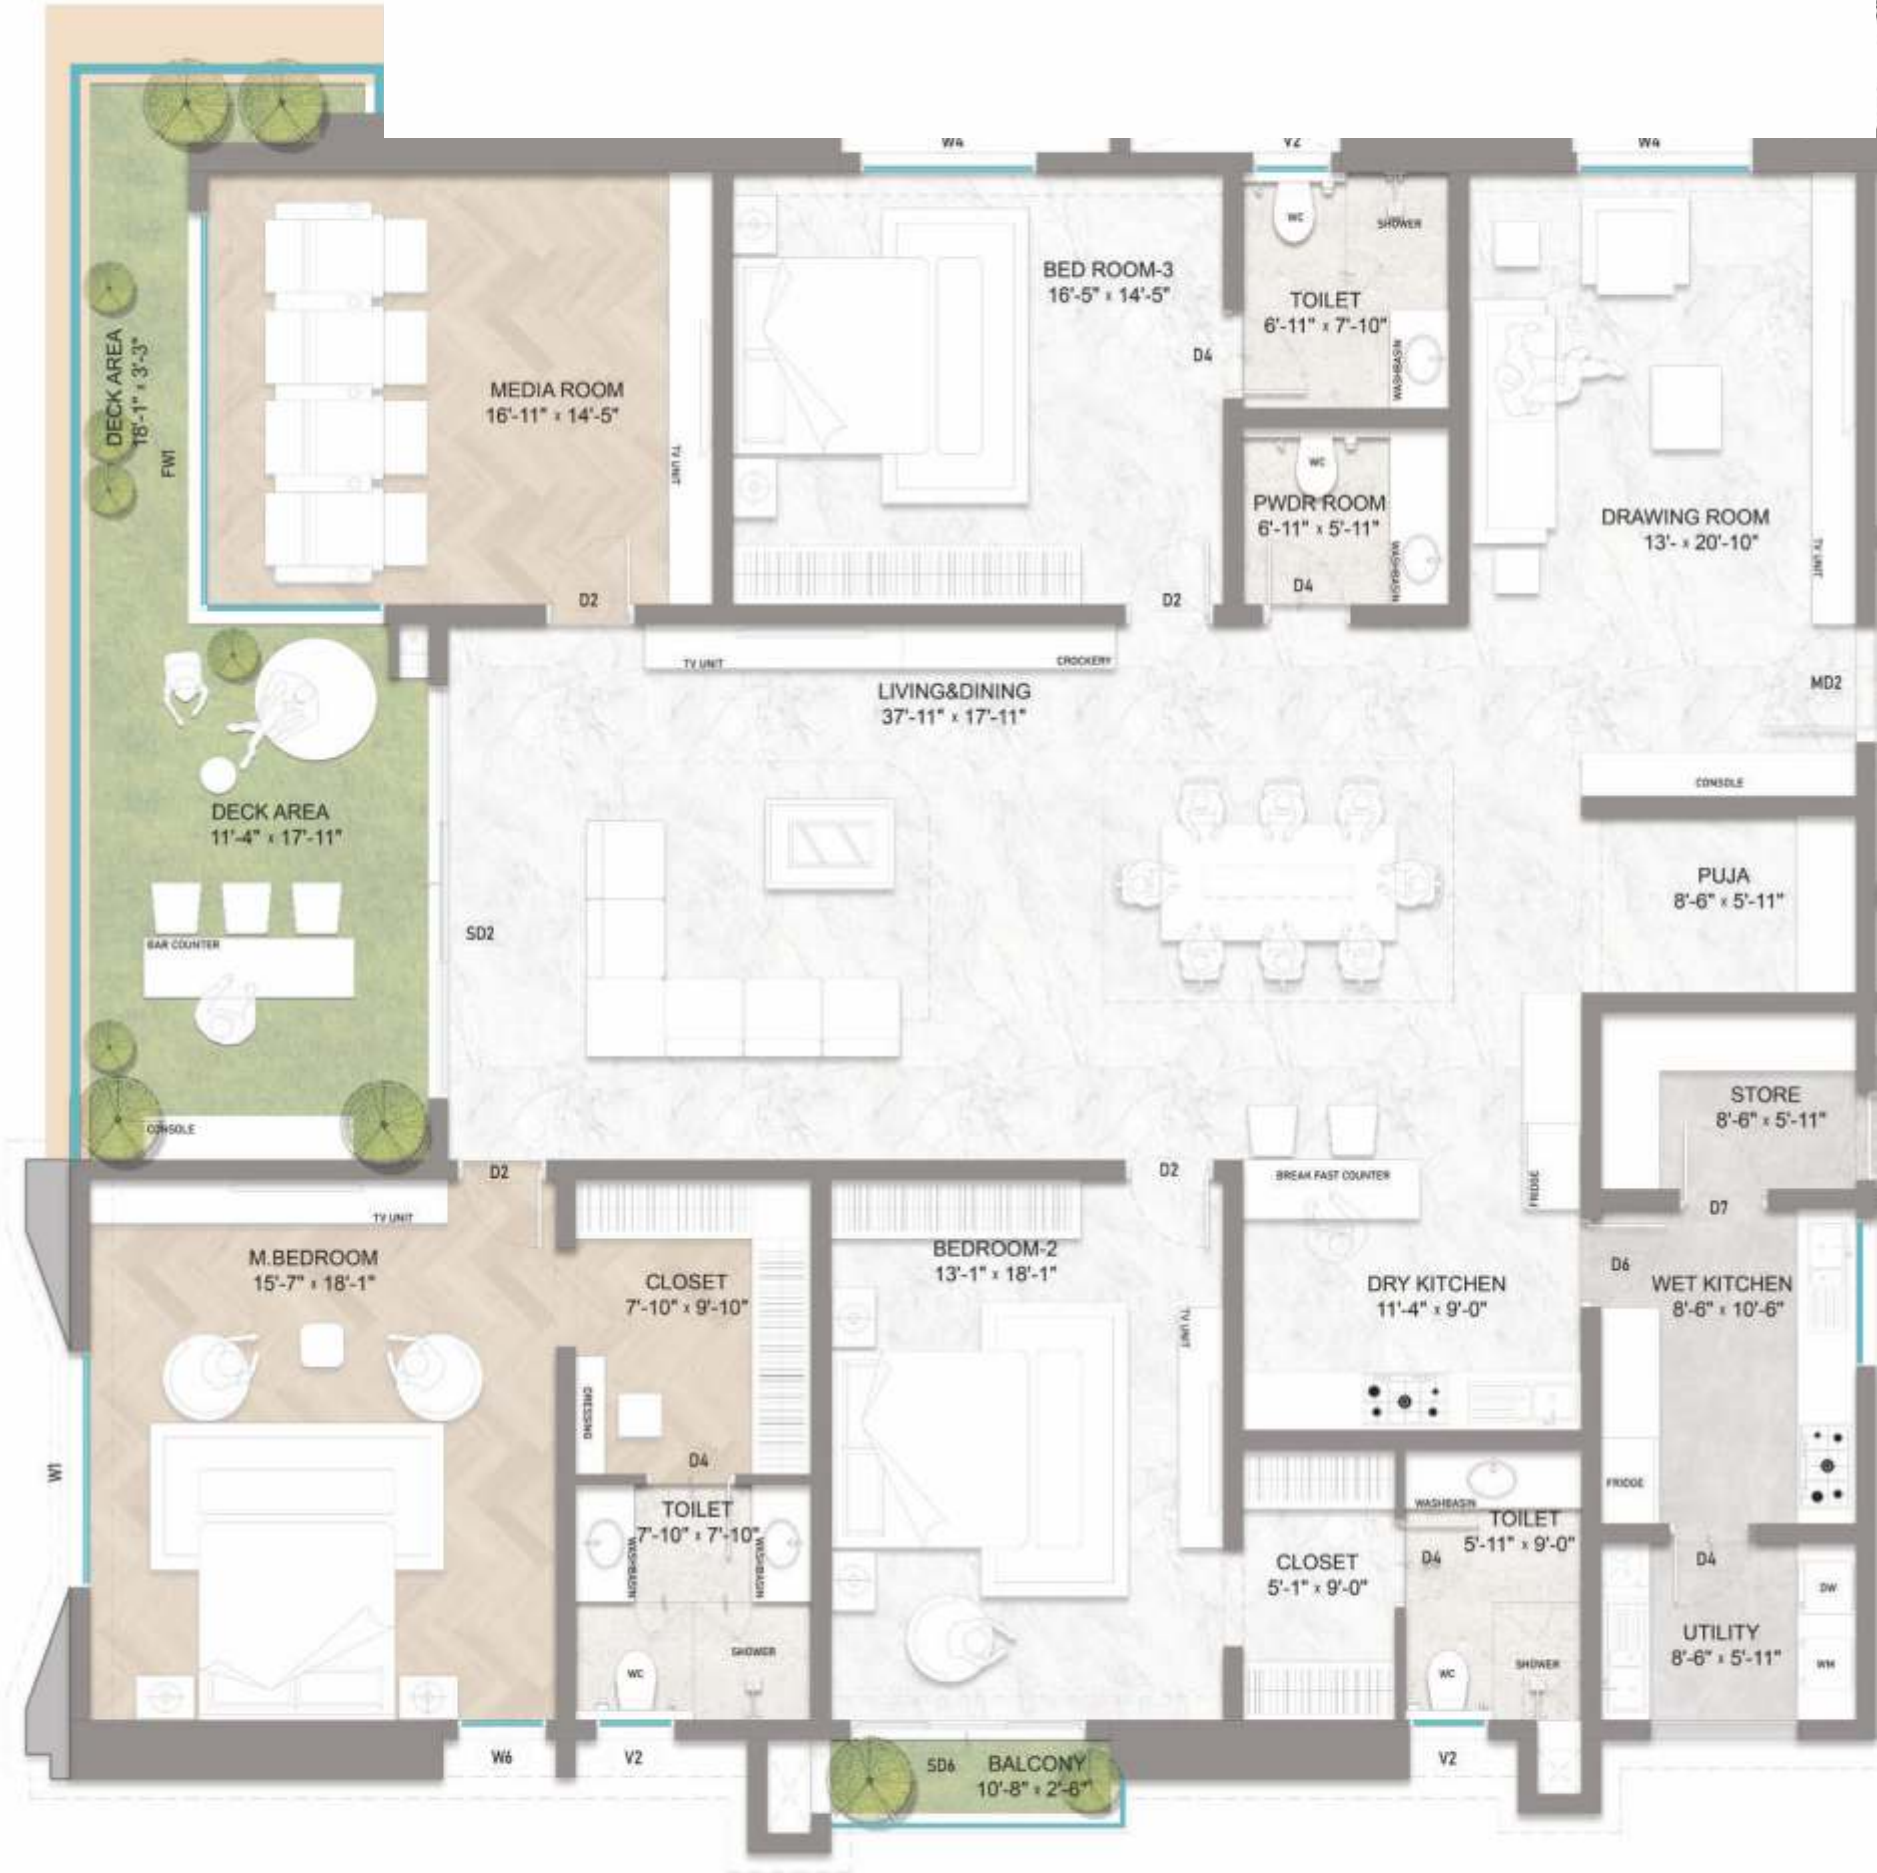 W4
V2
W4
WC
SHOWER
BED ROOM-3
16'-5" x 14'-5"
TOILET
6'-11" x 7'-10"
WASHBASIN
D4
DECK AREA
18'-1" x 3'-3"
FW1
MEDIA ROOM
16'-11" x 14'-5"
TV UNIT
WC
PWDR ROOM
6'-11" x 5'-11"
WASHBASIN
D4
DRAWING ROOM
13'- x 20'-10"
TV UNIT
D2
D2
TV UNIT
CROCKERY
LIVING&DINING
37'-11" x 17'-11"
MD2
CONSOLE
DECK AREA
11'-4" x 17'-11"
PUJA
8'-6" x 5'-11"
BAR COUNTER
SD2
CONSOLE
STORE
8'-6" x 5'-11"
D2
D2
BREAK FAST COUNTER
FRIDGE
D7
TV UNIT
M.BEDROOM
15'-7" x 18'-1"
CLOSET
7'-10" x 9'-10"
BEDROOM-2
13'-1" x 18'-1"
TV UNIT
DRY KITCHEN
11'-4" x 9'-0"
D6
WET KITCHEN
8'-6" x 10'-6"
DRESSING
D4
W1
FRIDGE
TOILET
7'-10" x 7'-10"
WASHBASIN
WASHBASIN
WASHBASIN
TOILET
5'-11" x 9'-0"
D4
CLOSET
5'-1" x 9'-0"
D4
DW
UTILITY
8'-6" x 5'-11"
WM
SHOWER
WC
WC
SHOWER
W6
V2
SD6
BALCONY
10'-8" x 2'-6"
V2